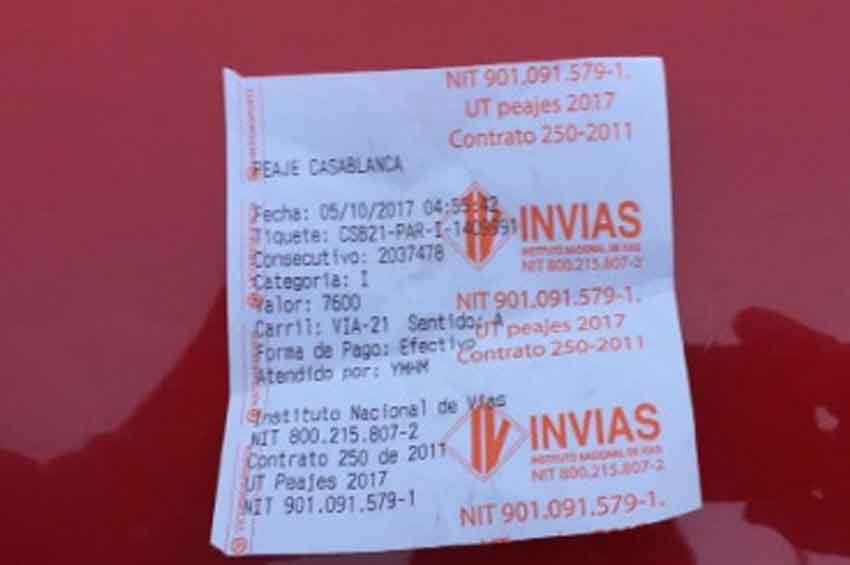 NIT 901.091.579-1.
UT peajes 2017
Contrato 250-2011
PEAJE CASABLANCA
Fecha: 05/10/2017 04:55:42
Tiquete: CSB21-PAR-I-1409991
INVIAS
INSTITUTO NACIONAL DE VIAS
NIT 800.215.807-2
Consecutivo: 2037478
Categoria: I
Valor: 7600
NIT 901.091.579-1.
Carril: VIA-21 Sentido: A
UT peajes 2017
Forma de Pago: Efectivo
Contrato 250-2011
Atendido por: YMHM
Instituto Nacional de Vias
NIT 800.215.807-2
INVIAS
INSTITUTO NACIONAL DE VIAS
NIT 800.215.807-2
Contrato 250 de 2011
UT Peajes 2017
NIT 901.091.579-1
NIT 901.091.579-1.